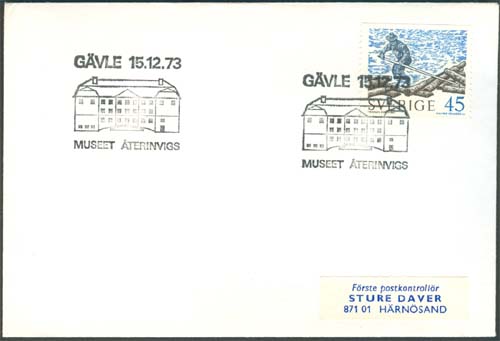 GÄVLE 15.12.73
MUSEET ÅTERINVIGS
GÄVLE 15.12.73
SVERIGE 45
MUSEET ÅTERINVIGS
Förste postkontrollör
STURE DAVER
871 01 HÄRNÖSAND